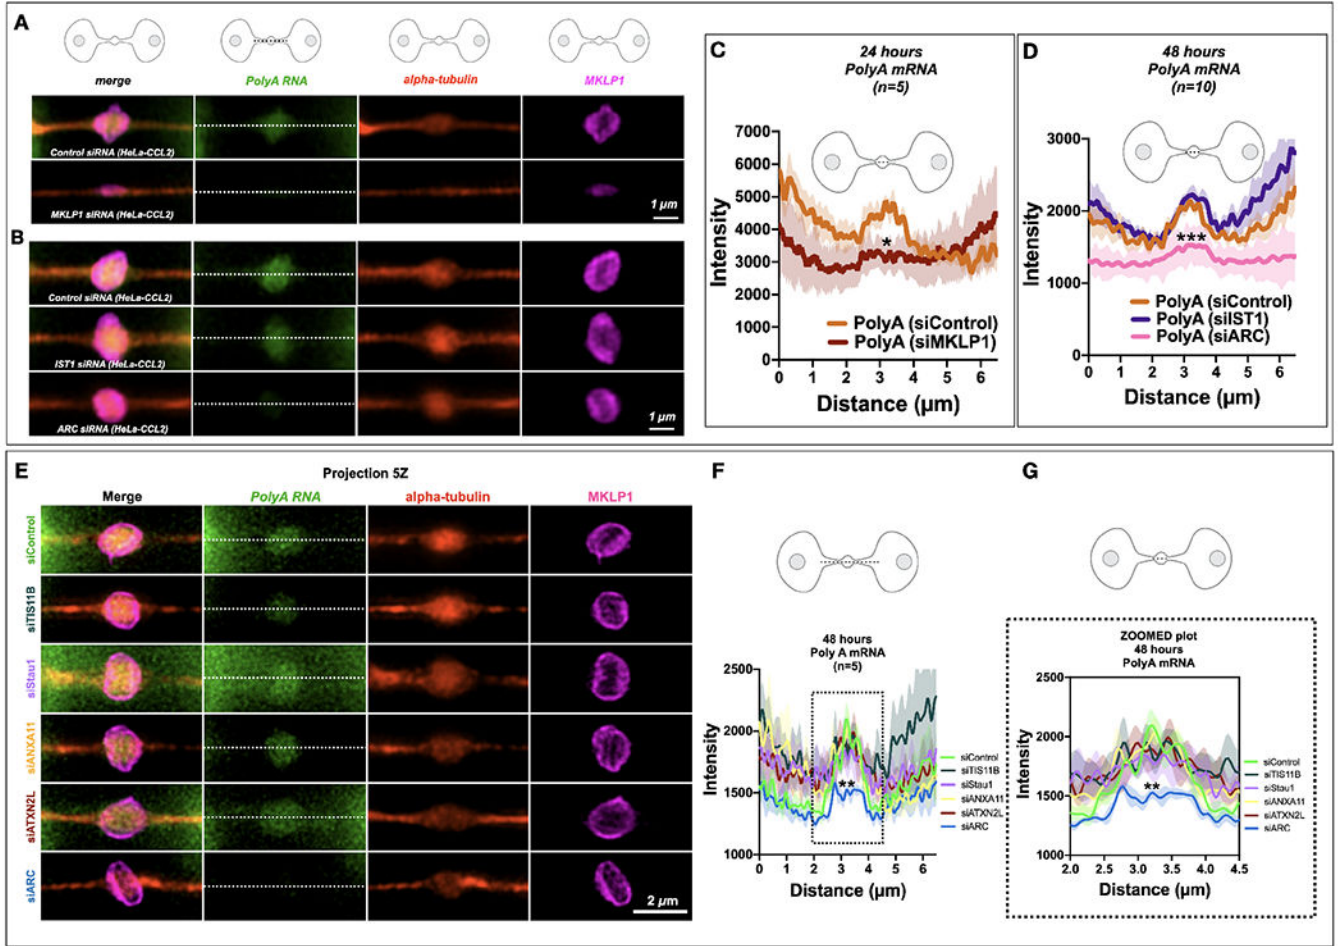 A
merge
PolyA RNA
alpha-tubulin
MKLP1
Control siRNA (HeLa-CCL2)
MKLP1 siRNA (HeLa-CCL2)
1 µm
B
Control siRNA (HeLa-CCL2)
IST1 siRNA (HeLa-CCL2)
ARC siRNA (HeLa-CCL2)
1 µm
C
24 hours
PolyA mRNA
(n=5)
Intensity
7000
6000
5000
4000
3000
2000
1000
0
*
PolyA (siControl)
PolyA (siMKLP1)
0 1 2 3 4 5 6
Distance (µm)
D
48 hours
PolyA mRNA
(n=10)
Intensity
3000
2000
1000
0
***
PolyA (siControl)
PolyA (siIST1)
PolyA (siARC)
0 1 2 3 4 5 6
Distance (µm)
E
Projection 5Z
Merge
PolyA RNA
alpha-tubulin
MKLP1
siControl
siTIS11B
siStau1
siANXA11
siATXN2L
siARC
2 µm
F
48 hours
Poly A mRNA
(n=5)
Intensity
2500
2000
1500
1000
**
siControl
siTIS11B
siStau1
siANXA11
siATXN2L
siARC
0 1 2 3 4 5 6
Distance (µm)
G
ZOOMED plot
48 hours
PolyA mRNA
Intensity
2500
2000
1500
1000
**
siControl
siTIS11B
siStau1
siANXA11
siATXN2L
siARC
2.0 2.5 3.0 3.5 4.0 4.5
Distance (µm)